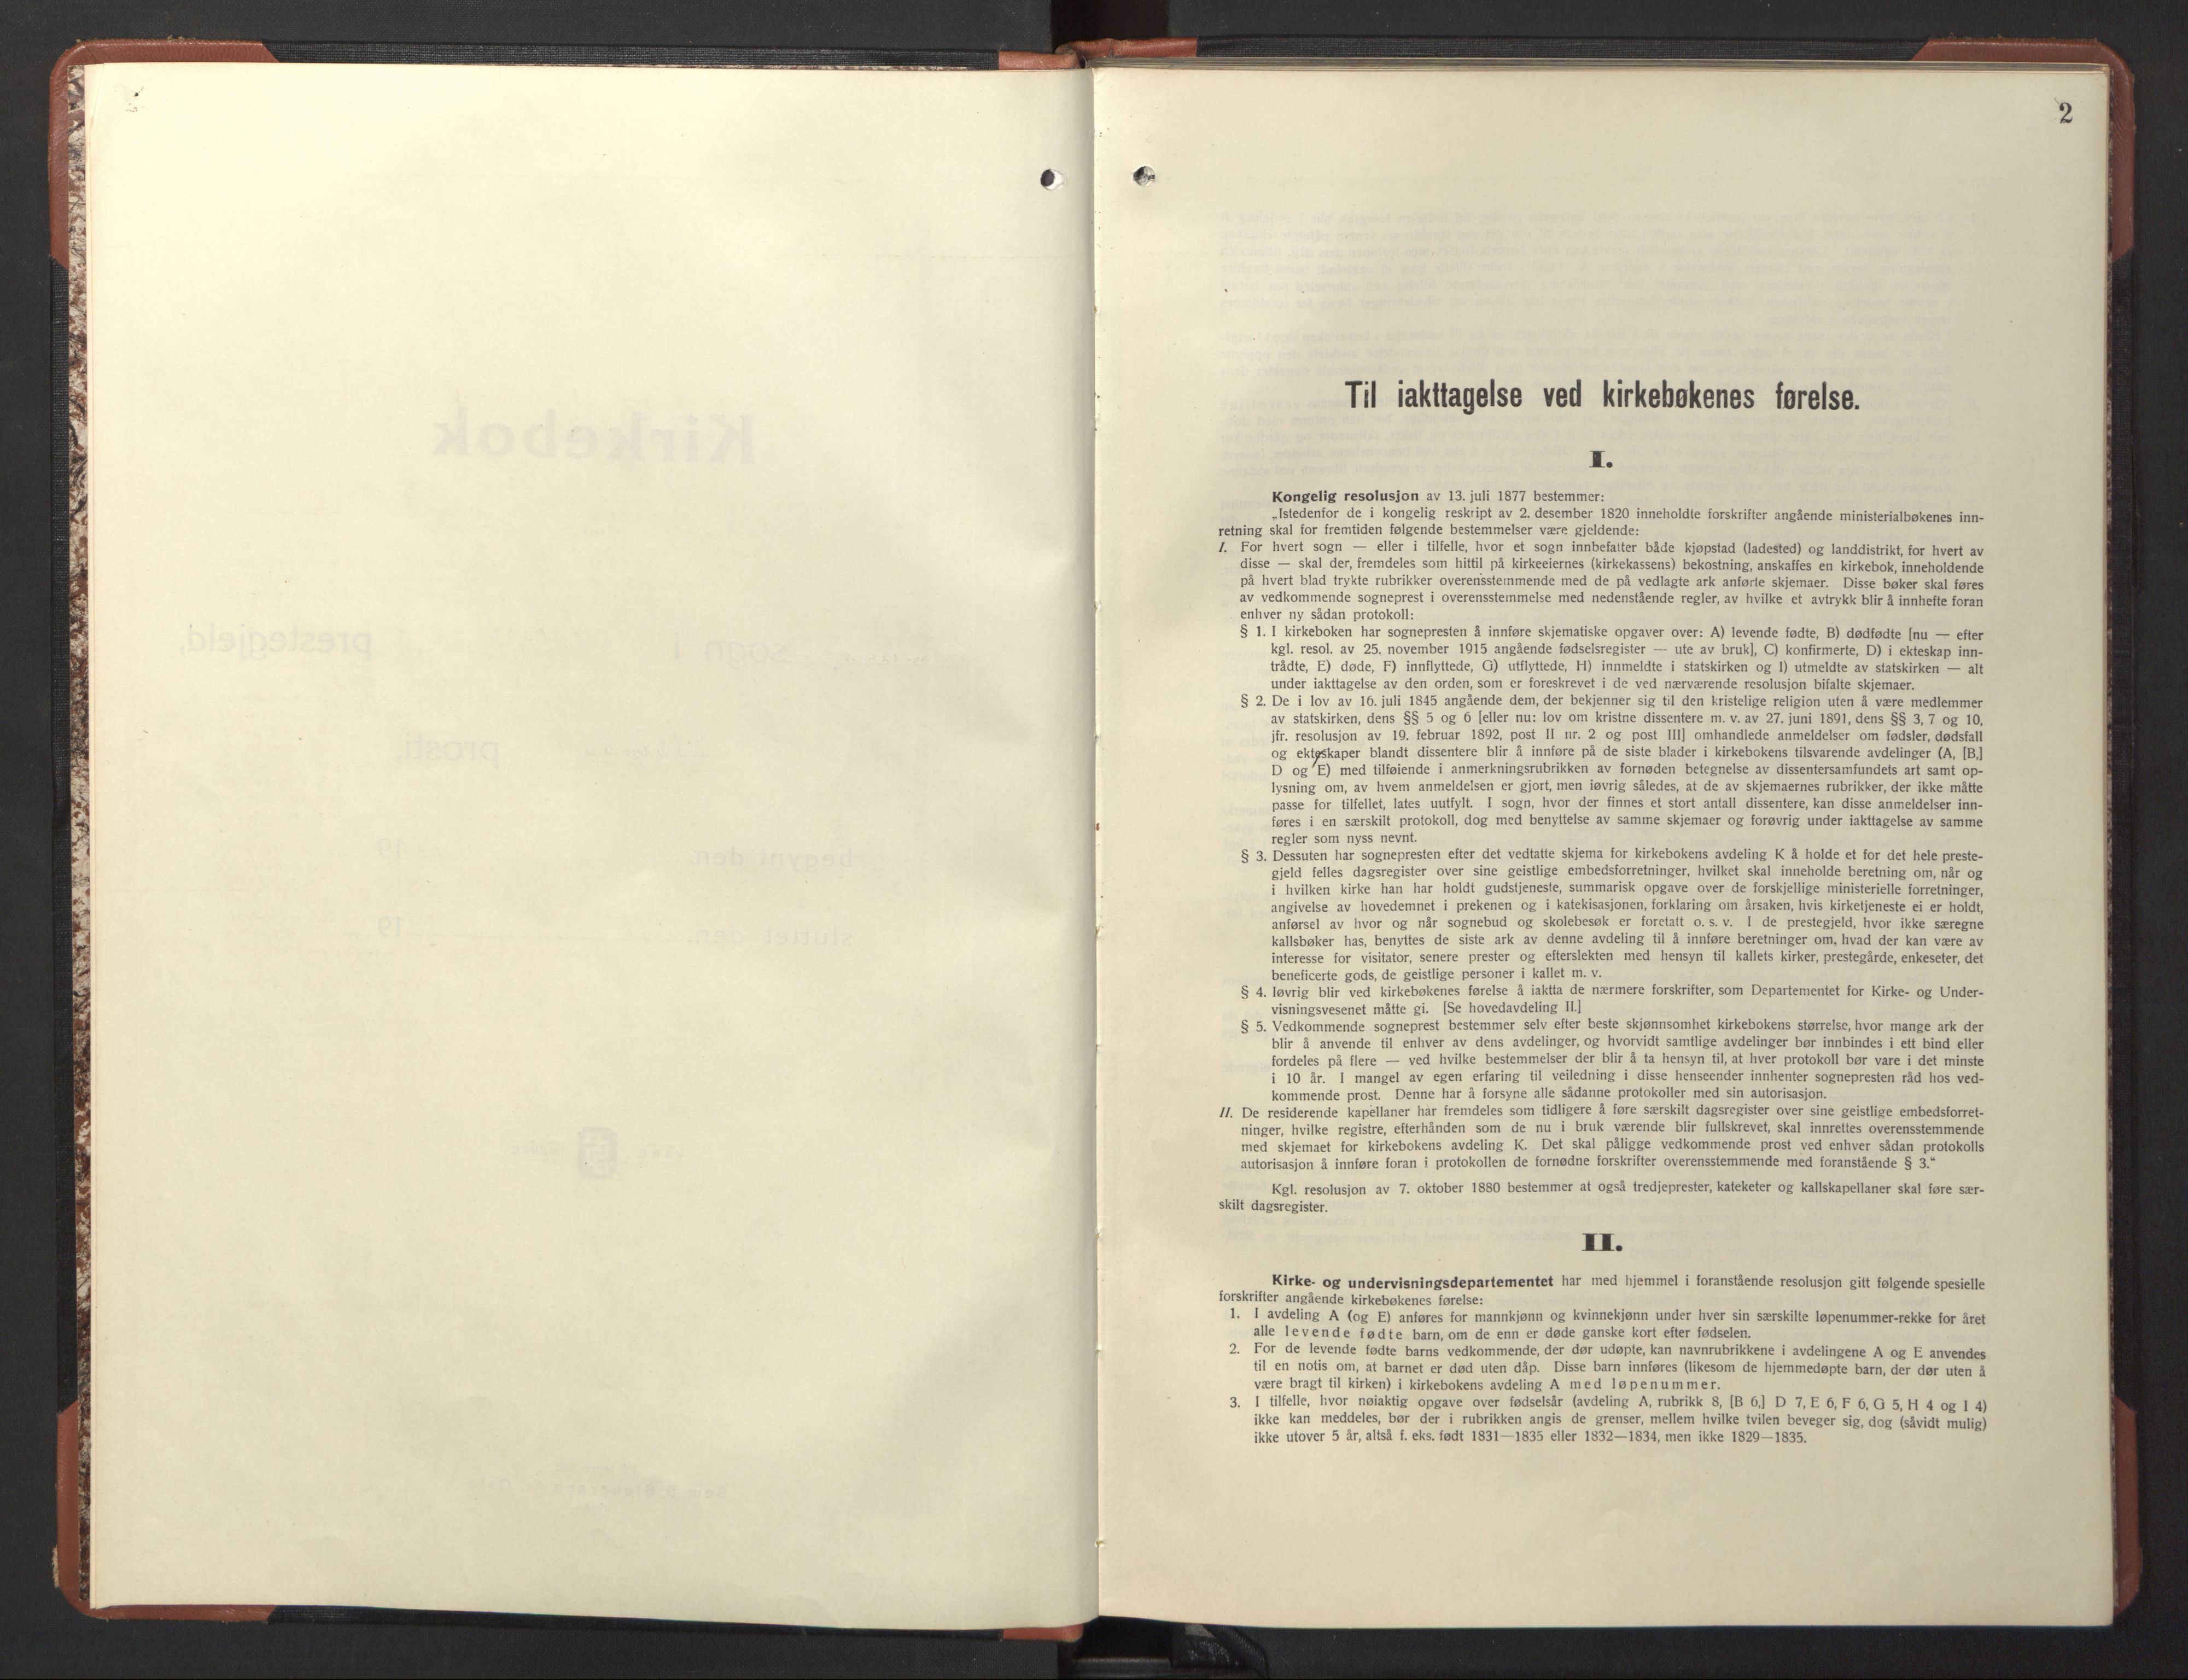 2
Til iakttagelse ved kirkebøkenes førelse.
I.
Kongelig resolusjon av 13. juli 1877 bestemmer:
„Istedenfor de i kongelig reskript av 2. desember 1820 inneholdte forskrifter angående ministerialbøkenes inn-
retning skal for fremtiden følgende bestemmelser være gjeldende:
I. For hvert sogn — eller i tilfelle, hvor et sogn innbefatter både kjøpstad (ladested) og landdistrikt, for hvert av
disse — skal der, fremdeles som hittil på kirkeeiernes (kirkekassens) bekostning, anskaffes en kirkebok, inneholdende
på hvert blad trykte rubrikker overensstemmende med de på vedlagte ark anførte skjemaer. Disse bøker skal føres
av vedkommende sogneprest i overensstemmelse med nedenstående regler, av hvilke et avtrykk blir å innhefte foran
enhver ny sådan protokoll:
§ 1. I kirkeboken har sognepresten å innføre skjematiske opgaver over: A) levende fødte, B) dødfødte [nu — efter
kgl. resol. av 25. november 1915 angående fødselsregister — ute av bruk], C) konfirmerte, D) i ekteskap inn-
trådte, E) døde, F) innflyttede, G) utflyttede, H) innmeldte i statskirken og I) utmeldte av statskirken — alt
under iakttagelse av den orden, som er foreskrevet i de ved nærværende resolusjon bifalte skjemaer.
§ 2. De i lov av 16. juli 1845 angående dem, der bekjenner sig til den kristelige religion uten å være medlemmer
av statskirken, dens §§ 5 og 6 [eller nu: lov om kristne dissentere m. v. av 27. juni 1891, dens §§ 3, 7 og 10,
jfr. resolusjon av 19. februar 1892, post II nr. 2 og post III] omhandlede anmeldelser om fødsler, dødsfall
og ekteskaper blandt dissentere blir å innføre på de siste blader i kirkebokens tilsvarende avdelinger (A, [B,]
D og E) med tilføiende i anmerkningsrubrikken av fornøden betegnelse av dissentersamfundets art samt op-
lysning om, av hvem anmeldelsen er gjort, men iøvrig således, at de av skjemaernes rubrikker, der ikke måtte
passe for tilfellet, lates uutfylt. I sogn, hvor der finnes et stort antall dissentere, kan disse anmeldelser inn-
føres i en særskilt protokoll, dog med benyttelse av samme skjemaer og forøvrig under iakttagelse av samme
regler som nyss nevnt.
§ 3. Dessuten har sognepresten efter det vedtatte skjema for kirkebokens avdeling K å holde et for det hele preste-
gjeld felles dagsregister over sine geistlige embedsforretninger, hvilket skal inneholde beretning om, når og
i hvilken kirke han har holdt gudstjeneste, summarisk opgave over de forskjellige ministerielle forretninger,
angivelse av hovedemnet i prekenen og i katekisasjonen, forklaring om årsaken, hvis kirketjeneste ei er holdt,
anførsel av hvor og når sognebud og skolebesøk er foretatt o. s. v. I de prestegjeld, hvor ikke særegne
kallsbøker has, benyttes de siste ark av denne avdeling til å innføre beretninger om, hvad der kan være av
interesse for visitator, senere prester og efterslekten med hensyn til kallets kirker, prestegårde, enkeseter, det
beneficerte gods, de geistlige personer i kallet m. v.
§ 4. Iøvrig blir ved kirkebøkenes førelse å iaktta de nærmere forskrifter, som Departementet for Kirke- og Under-
visningsvesenet måtte gi. [Se hovedavdeling II.]
§ 5. Vedkommende sogneprest bestemmer selv efter beste skjønnsomhet kirkebokens størrelse, hvor mange ark der
blir å anvende til enhver av dens avdelinger, og hvorvidt samtlige avdelinger bør innbindes i ett bind eller
fordeles på flere — ved hvilke bestemmelser der blir å ta hensyn til, at hver protokoll bør vare i det minste
i 10 år. I mangel av egen erfaring til veiledning i disse henseender innhenter sognepresten råd hos ved-
kommende prost. Denne har å forsyne alle sådanne protokoller med sin autorisasjon.
II. De residerende kapellaner har fremdeles som tidligere å føre særskilt dagsregister over sine geistlige embedsforret-
ninger, hvilke registre, efterhånden som de nu i bruk værende blir fullskrevet, skal innrettes overensstemmende
med skjemaet for kirkebokens avdeling K. Det skal påligge vedkommende prost ved enhver sådan protokolls
autorisasjon å innføre foran i protokollen de fornødne forskrifter overensstemmende med foranstående § 3.“
Kgl. resolusjon av 7. oktober 1880 bestemmer at også tredjeprester, kateketer og kallskapellaner skal føre sær-
skilt dagsregister.
II.
Kirke- og undervisningsdepartementet har med hjemmel i foranstående resolusjon gitt følgende spesielle
forskrifter angående kirkebøkenes førelse:
1. I avdeling A (og E) anføres for mannkjønn og kvinnekjønn under hver sin særskilte løpenummer-rekke for året
alle levende fødte barn, om de enn er døde ganske kort efter fødselen.
2. For de levende fødte barns vedkommende, der dør udøpte, kan navnrubrikkene i avdelingene A og E anvendes
til en notis om, at barnet er død uten dåp. Disse barn innføres (likesom de hjemmedøpte barn, der dør uten å
være bragt til kirken) i kirkebokens avdeling A med løpenummer.
3. I tilfelle, hvor nøiaktig opgave over fødselsår (avdeling A, rubrikk 8, [B 6,] D 7, E 6, F 6, G 5, H 4 og I 4)
ikke kan meddeles, bør der i rubrikken angis de grenser, mellem hvilke tvilen beveger sig, dog (såvidt mulig)
ikke utover 5 år, altså f. eks. født 1831—1835 eller 1832—1834, men ikke 1829—1835.